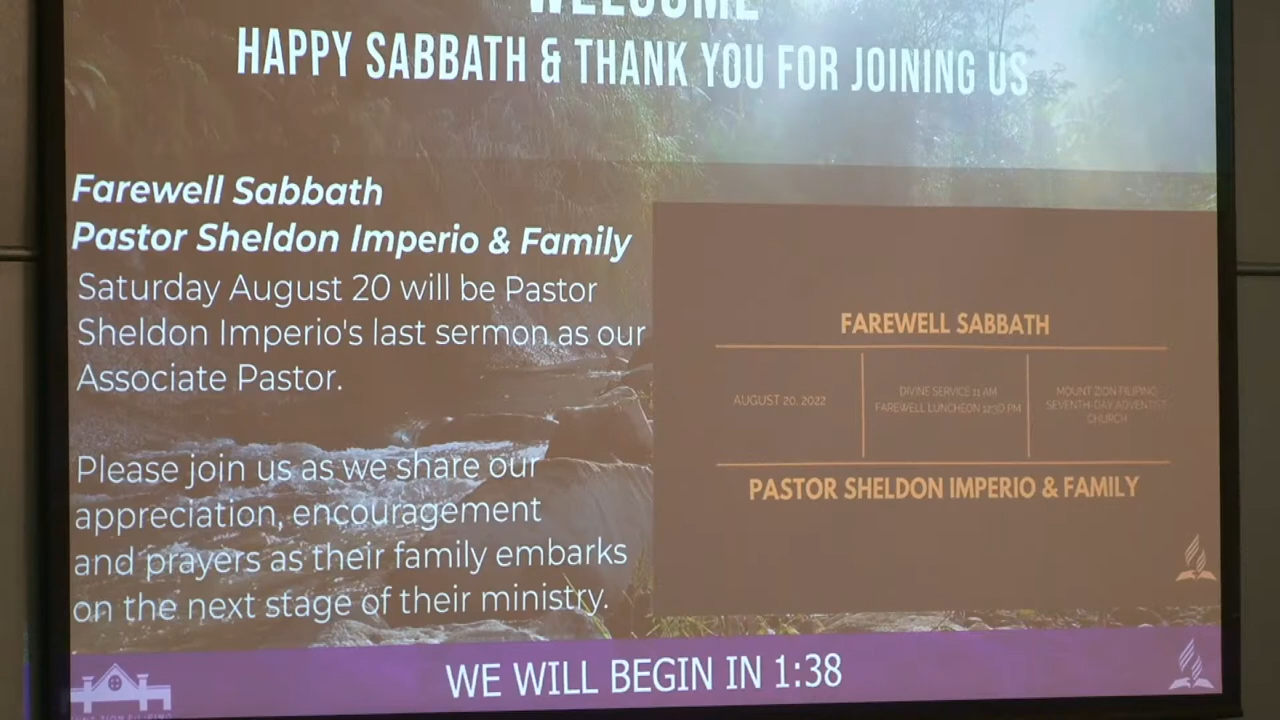 WELCOME
HAPPY SABBATH & THANK YOU FOR JOINING US
Farewell Sabbath
Pastor Sheldon Imperio & Family
Saturday August 20 will be Pastor
Sheldon Imperio's last sermon as our
Associate Pastor.
Please join us as we share our
appreciation, encouragement
and prayers as their family embarks
on the next stage of their ministry.
FAREWELL SABBATH
AUGUST 20, 2022
DIVINE SERVICE 11 AM
FAREWELL LUNCHEON 12:30 PM
MOUNT ZION FILIPINO
SEVENTH-DAY ADVENTIST
CHURCH
PASTOR SHELDON IMPERIO & FAMILY
WE WILL BEGIN IN 1:38